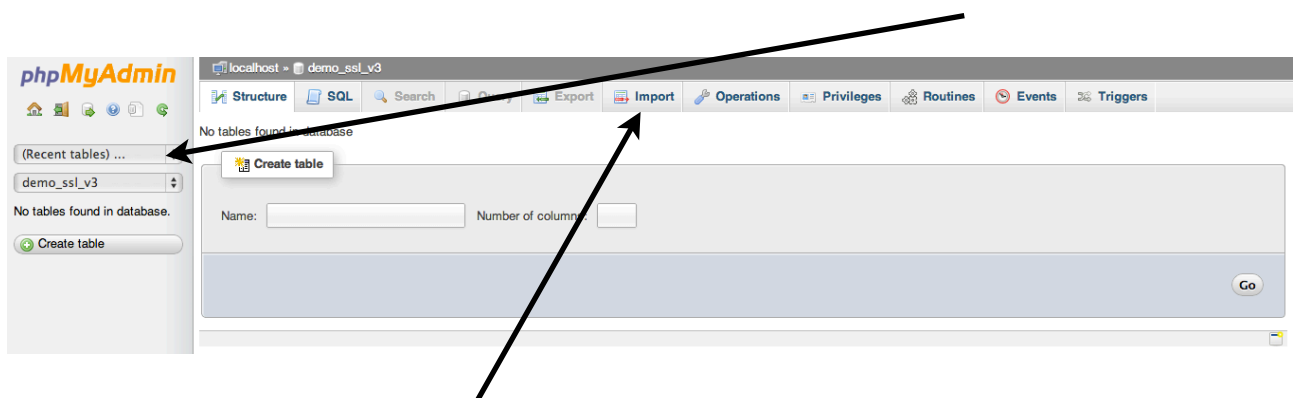 phpMyAdmin
(Recent tables) ...
demo_ssl_v3
No tables found in database.
Create table
localhost » demo_ssl_v3
Structure SQL Search Query Export Import Operations Privileges Routines Events Triggers
No tables found in database
Create table
Name: Number of columns:
Go